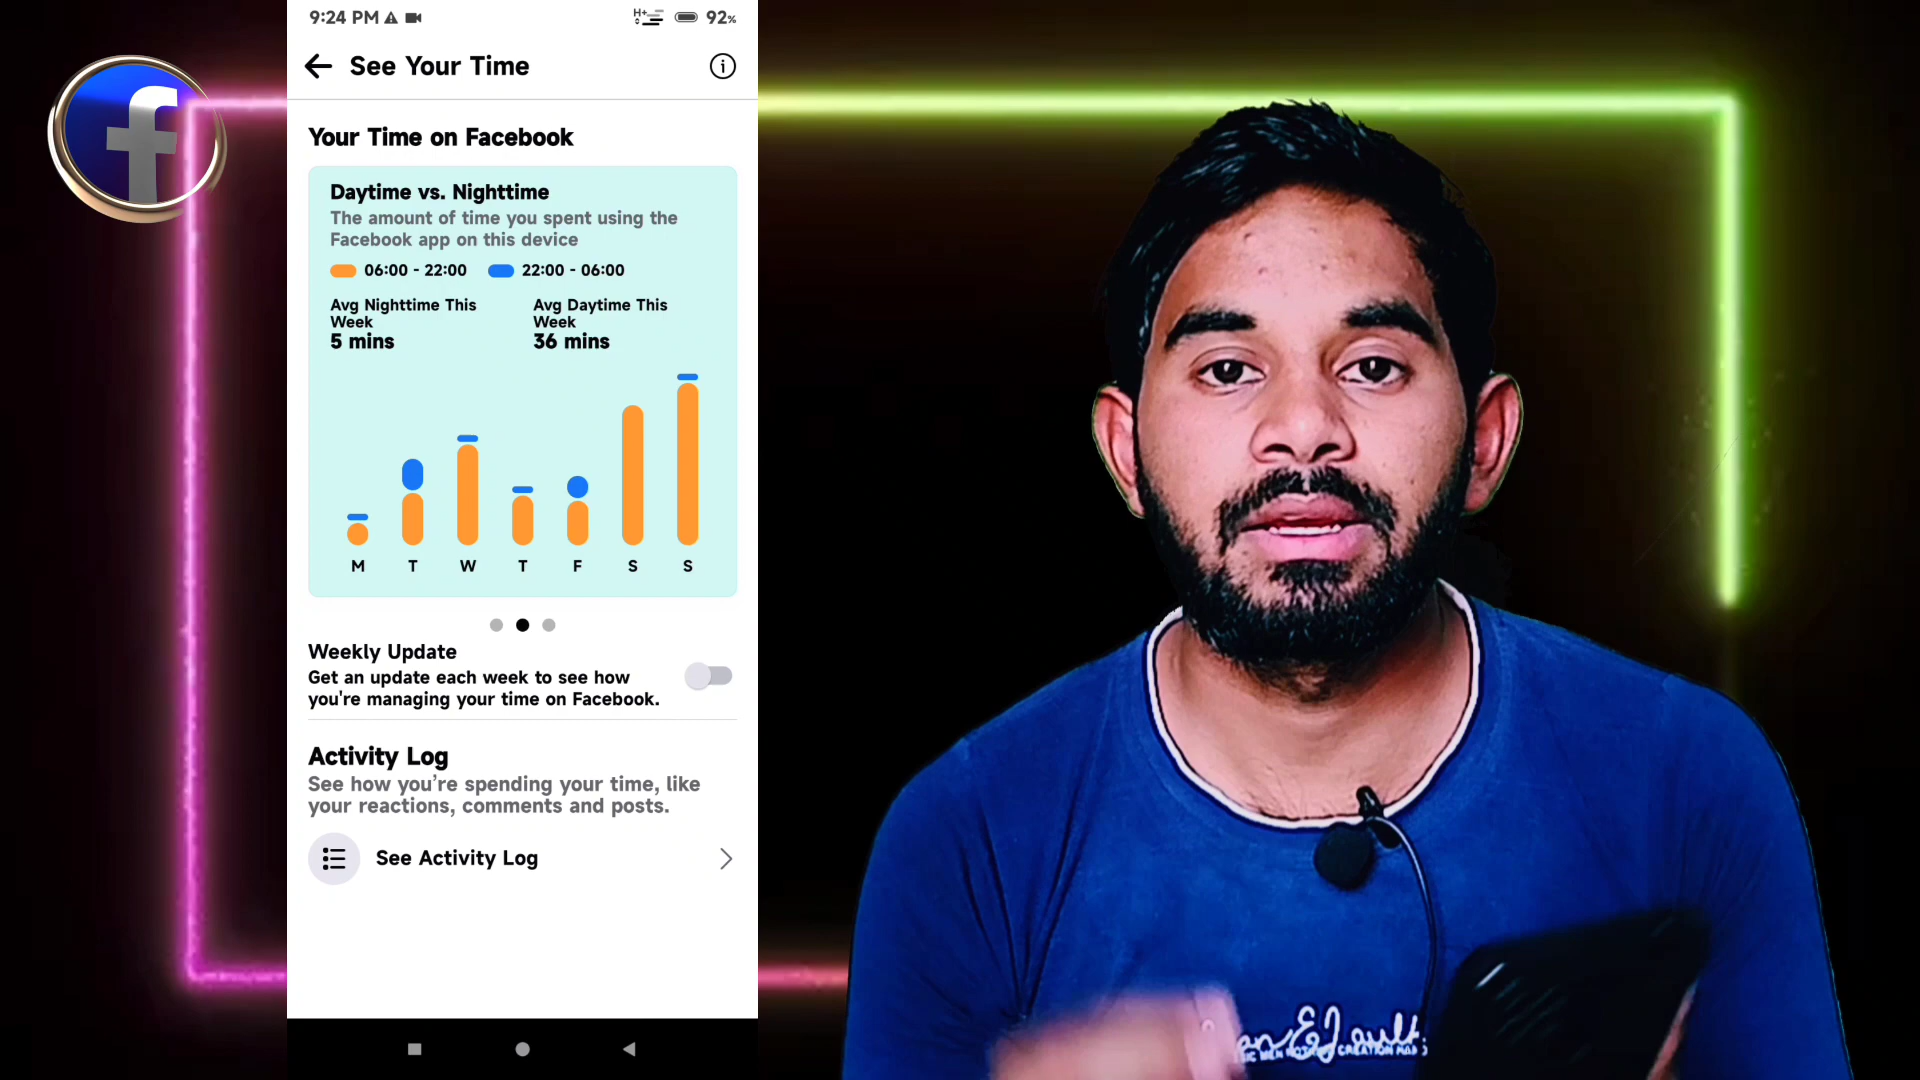 9:24 PM
H+
92%
See Your Time
Your Time on Facebook
Daytime vs. Nighttime
The amount of time you spent using the
Facebook app on this device
06:00 - 22:00 22:00 - 06:00
Avg Nighttime This
Week
5 mins
Avg Daytime This
Week
36 mins
M T W T F S S
Weekly Update
Get an update each week to see how
you're managing your time on Facebook.
Activity Log
See how you’re spending your time, like
your reactions, comments and posts.
See Activity Log